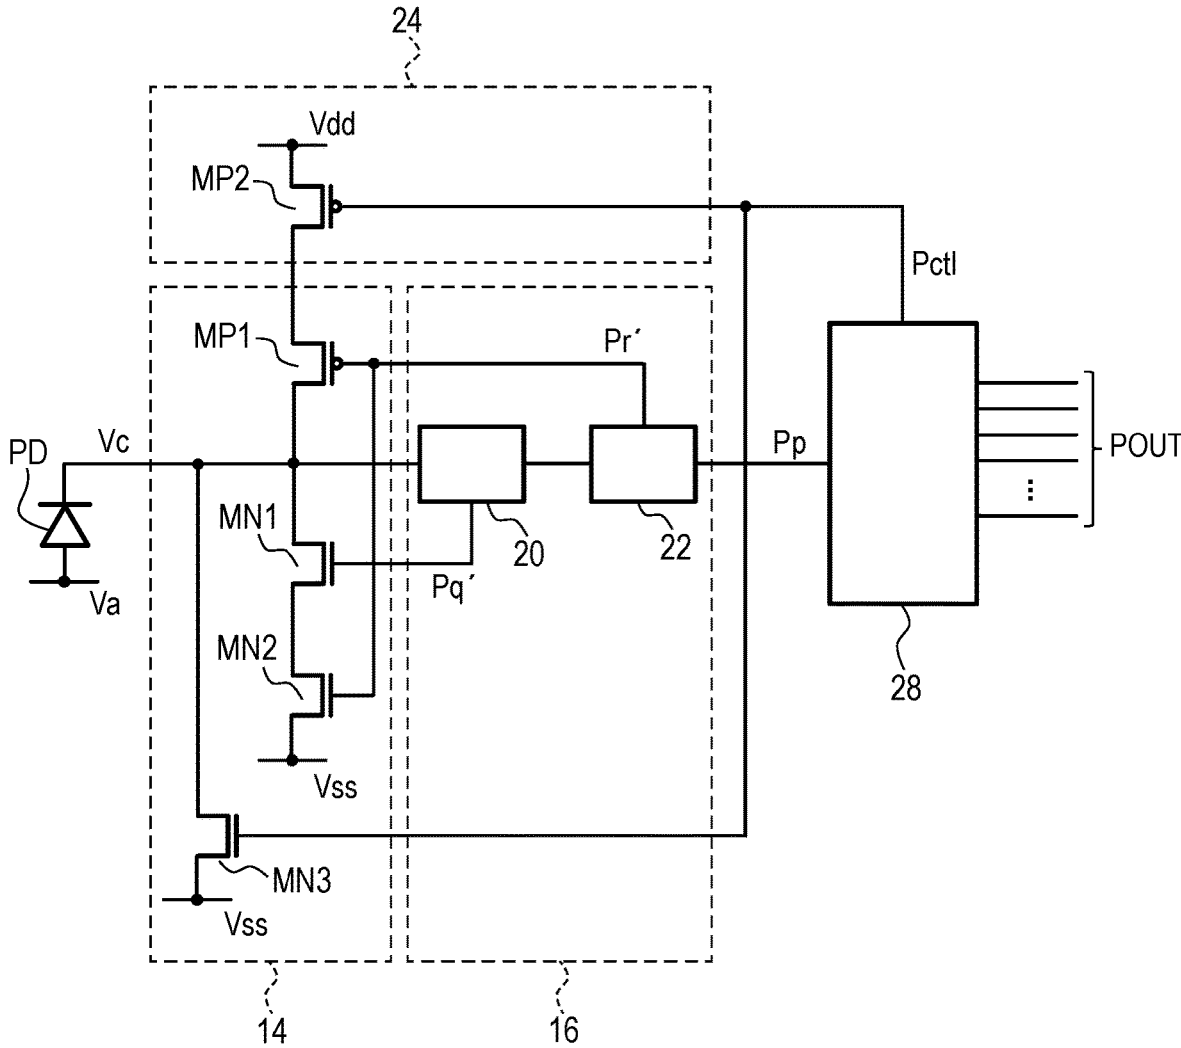 24
Vdd
MP2
Pctl
MP1
Pr´
PD
Vc
Pp
POUT
MN1
20
22
Va
Pq´
MN2
28
Vss
MN3
Vss
14
16